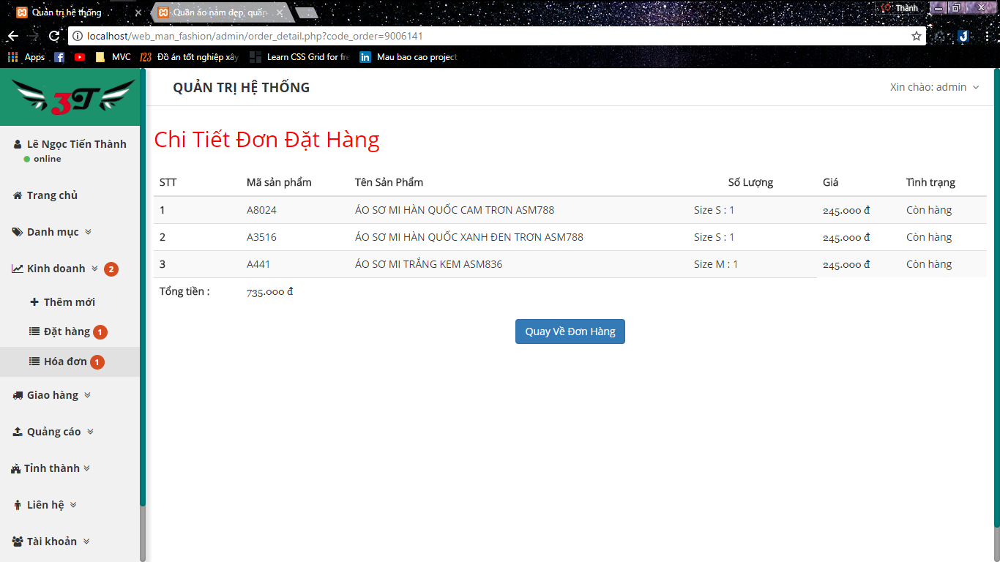 Quản trị hệ thống
Quần áo nam đẹp, quần
Thành
localhost/web_man_fashion/admin/order_detail.php?code_order=9006141
Apps
MVC
123 Đồ án tốt nghiệp xây
Learn CSS Grid for fre
Mau bao cao project
3T
QUẢN TRỊ HỆ THỐNG
Xin chào: admin
Lê Ngọc Tiến Thành
online
Trang chủ
Danh mục
Kinh doanh 2
Thêm mới
Đặt hàng 1
Hóa đơn 1
Giao hàng
Quảng cáo
Tỉnh thành
Liên hệ
Tài khoản
Chi Tiết Đơn Đặt Hàng
STT Mã sản phẩm Tên Sản Phẩm Số Lượng Giá Tình trạng
1 A8024 ÁO SƠ MI HÀN QUỐC CAM TRƠN ASM788 Size S : 1 245.000 đ Còn hàng
2 A3516 ÁO SƠ MI HÀN QUỐC XANH ĐEN TRƠN ASM788 Size S : 1 245.000 đ Còn hàng
3 A441 ÁO SƠ MI TRẮNG KEM ASM836 Size M : 1 245.000 đ Còn hàng
Tổng tiền : 735.000 đ
Quay Về Đơn Hàng